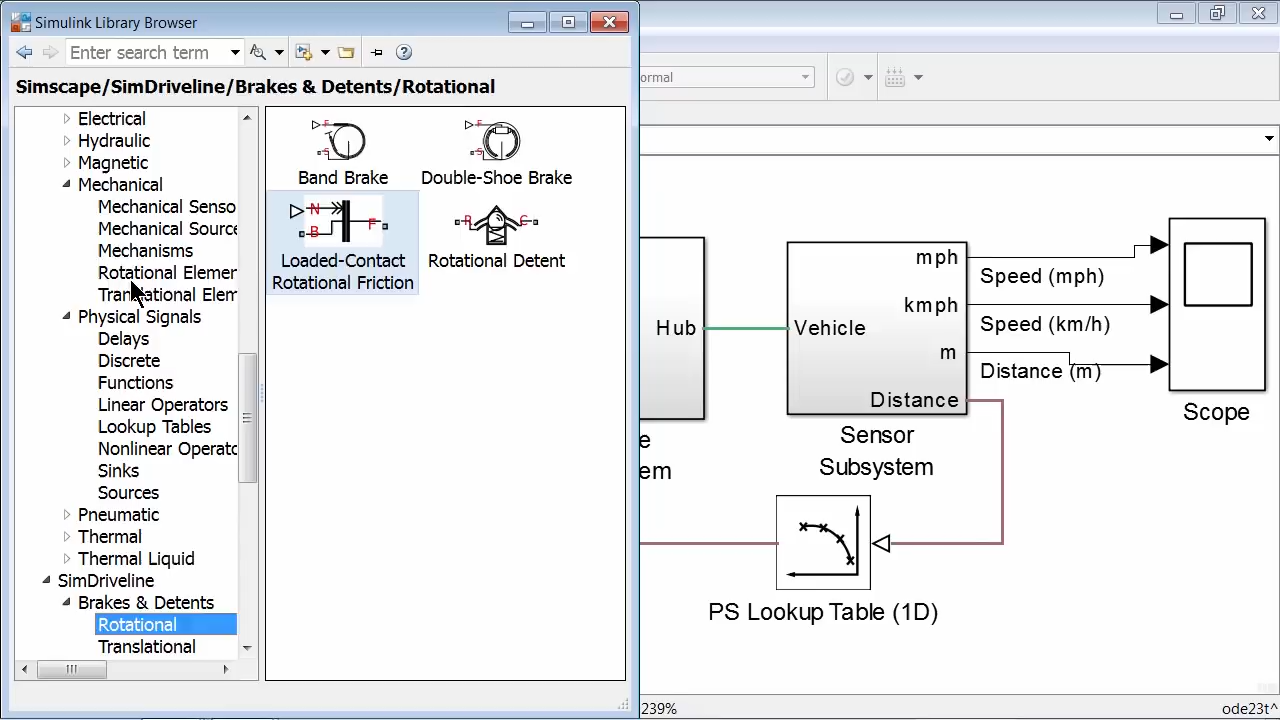 Simulink Library Browser
Enter search term
Simscape/SimDriveline/Brakes & Detents/Rotational
Electrical
Hydraulic
Magnetic
Mechanical
Mechanical Senso
Mechanical Source
Mechanisms
Rotational Elemen
Translational Elem
Physical Signals
Delays
Discrete
Functions
Linear Operators
Lookup Tables
Nonlinear Operato
Sinks
Sources
Pneumatic
Thermal
Thermal Liquid
SimDriveline
Brakes & Detents
Rotational
Translational
F
S
Band Brake
F
S
Double-Shoe Brake
N
B
F
Loaded-Contact
Rotational Friction
R
C
Rotational Detent
ormal
Hub
e
em
Vehicle
mph
kmph
m
Distance
Sensor
Subsystem
Speed (mph)
Speed (km/h)
Distance (m)
Scope
PS Lookup Table (1D)
239%
ode23t^